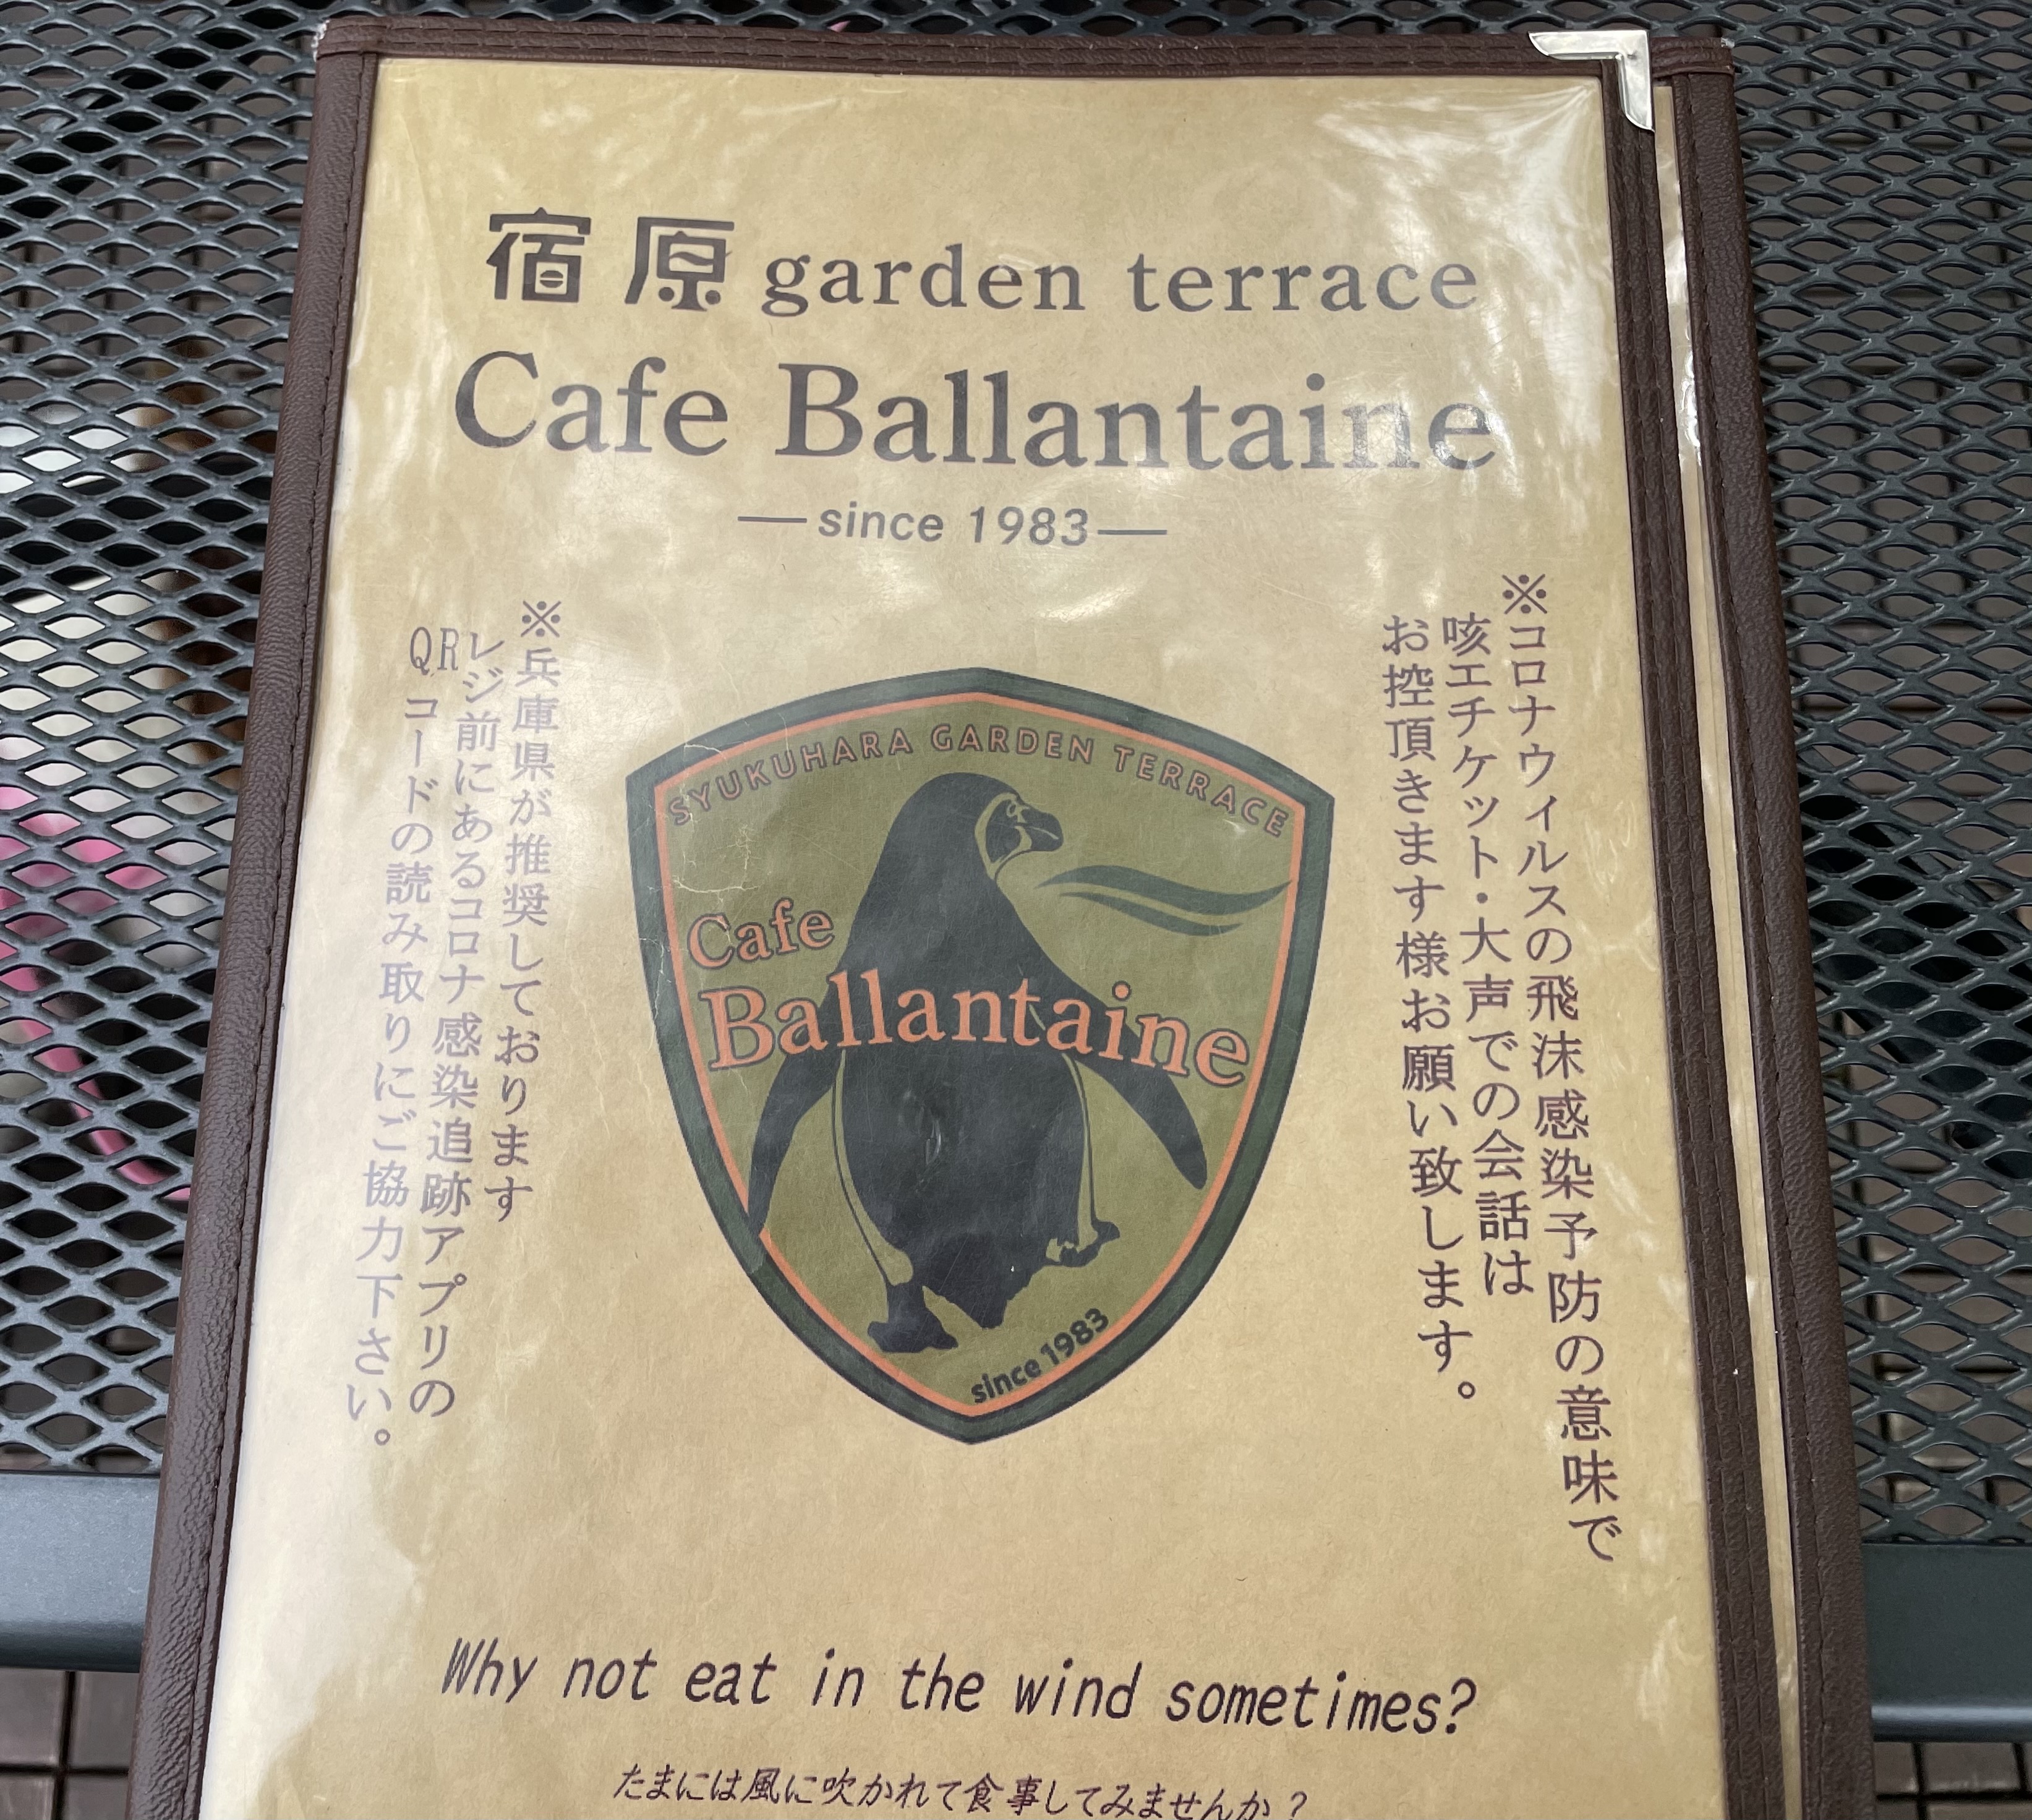 宿原 garden terrace
Cafe Ballantaine
—since 1983—
※コロナウィルスの飛沫感染予防の意味で
咳エチケット・大声での会話は
お控頂きます様お願い致します。
※兵庫県が推奨しております
レジ前にあるコロナ感染追跡アプリの
QRコードの読み取りにご協力下さい。
SYUKUHARA GARDEN TERRACE
Cafe
Ballantaine
since 1983
Why not eat in the wind sometimes?
たまには風に吹かれて食事してみませんか？